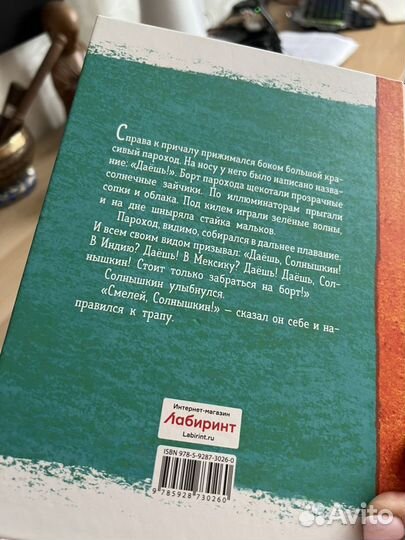 Справа к причалу прижимался боком большой кра-
сивый пароход. На носу у него было написано назва-
ние: «Даёшь!». Борт парохода щекотали прозрачные
солнечные зайчики. По иллюминаторам прыгали
сопки и облака. Под килем играли зелёные волны,
и на дне шныряла стайка мальков.
Пароход, видимо, собирался в дальнее плавание.
И всем своим видом призывал: «Даёшь, Солнышкин!
В Индию? Даёшь! В Мексику? Даёшь! Даёшь, Сол-
нышкин! Стоит только забраться на борт!»
Солнышкин улыбнулся.
«Смелей, Солнышкин!» – сказал он себе и на-
правился к трапу.
Интернет-магазин
Лабиринт
Labirint.ru
ISBN 978-5-9287-3026-0
9 785928 730260
Avito